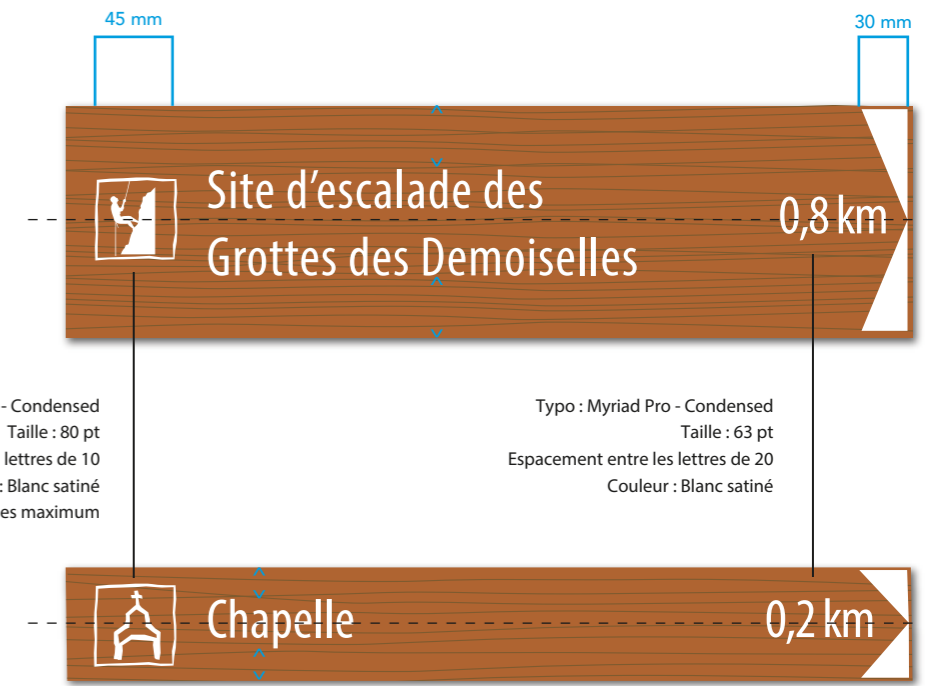 45 mm
30 mm
Site d’escalade des
Grottes des Demoiselles
0,8 km
- Condensed
Taille : 80 pt
lettres de 10
: Blanc satiné
maximum
Typo : Myriad Pro - Condensed
Taille : 63 pt
Espacement entre les lettres de 20
Couleur : Blanc satiné
Chapelle
0,2 km